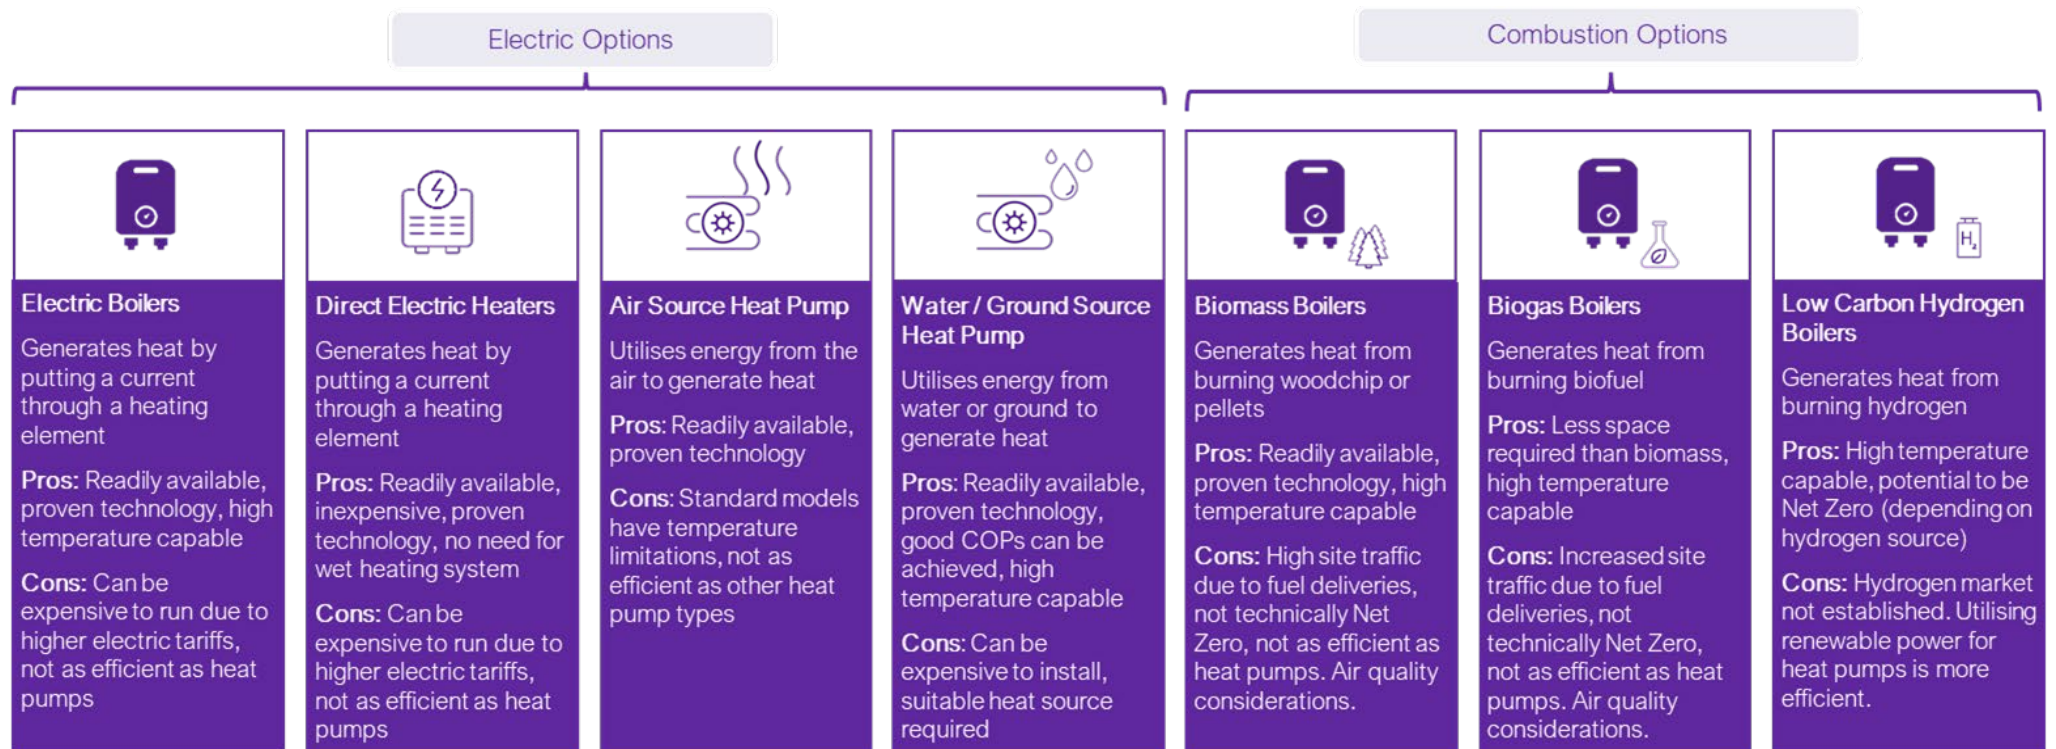 Electric Options
Combustion Options
Electric Boilers
Generates heat by
putting a current
through a heating
element
Pros: Readily available,
proven technology, high
temperature capable
Cons: Can be
expensive to run due to
higher electric tariffs,
not as efficient as heat
pumps
Direct Electric Heaters
Generates heat by
putting a current
through a heating
element
Pros: Readily available,
inexpensive, proven
technology, no need for
wet heating system
Cons: Can be
expensive to run due to
higher electric tariffs,
not as efficient as heat
pumps
Air Source Heat Pump
Utilises energy from the
air to generate heat
Pros: Readily available,
proven technology
Cons: Standard models
have temperature
limitations, not as
efficient as other heat
pump types
Water / Ground Source
Heat Pump
Utilises energy from
water or ground to
generate heat
Pros: Readily available,
proven technology,
good COPs can be
achieved, high
temperature capable
Cons: Can be
expensive to install,
suitable heat source
required
Biomass Boilers
Generates heat from
burning woodchip or
pellets
Pros: Readily available,
proven technology, high
temperature capable
Cons: High site traffic
due to fuel deliveries,
not technically Net
Zero, not as efficient as
heat pumps. Air quality
considerations.
Biogas Boilers
Generates heat from
burning biofuel
Pros: Less space
required than biomass,
high temperature
capable
Cons: Increased site
traffic due to fuel
deliveries, not
technically Net Zero,
not as efficient as heat
pumps. Air quality
considerations.
H₂
Low Carbon Hydrogen
Boilers
Generates heat from
burning hydrogen
Pros: High temperature
capable, potential to be
Net Zero (depending on
hydrogen source)
Cons: Hydrogen market
not established. Utilising
renewable power for
heat pumps is more
efficient.